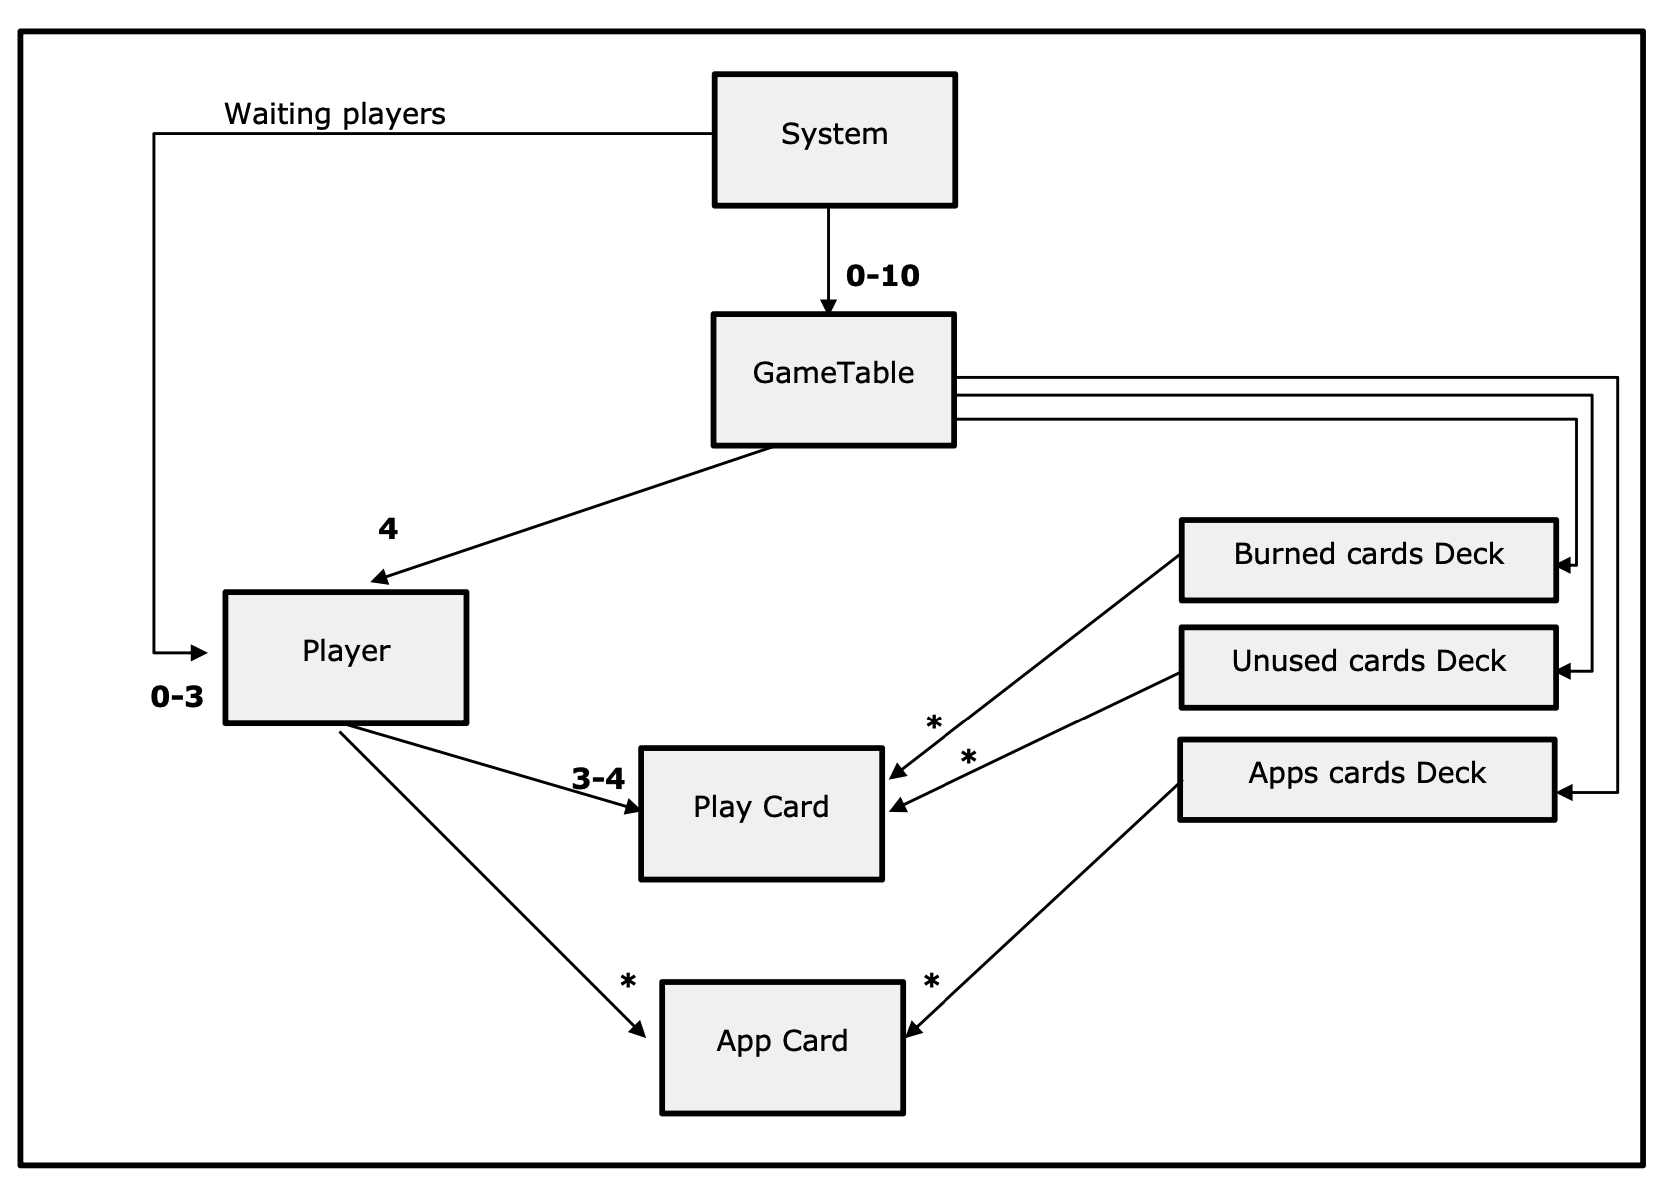 Waiting players
System
0-10
GameTable
4
Burned cards Deck
Player
Unused cards Deck
0-3
*
*
3-4
Apps cards Deck
Play Card
*
*
App Card